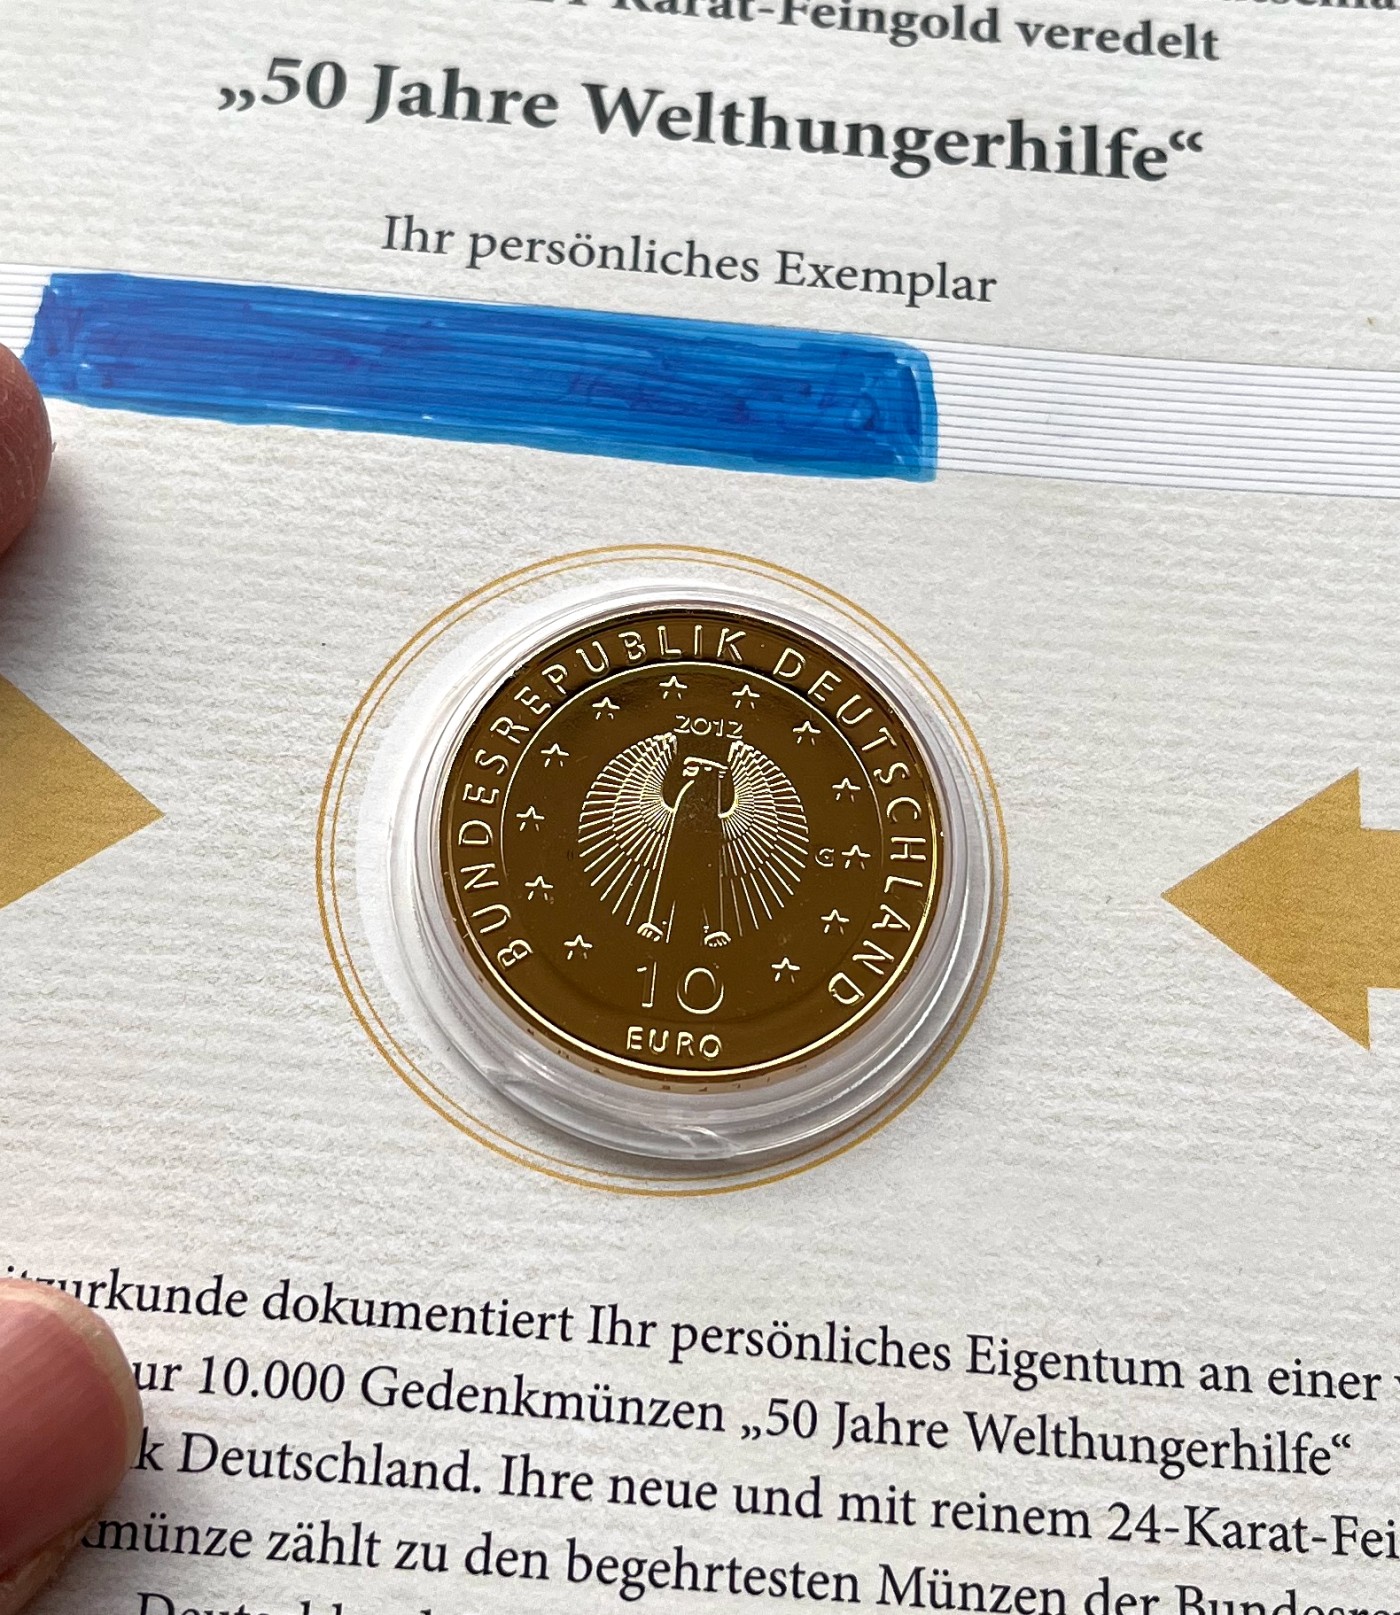 Karat-Feingold veredelt
„50 Jahre Welthungerhilfe“
Ihr persönliches Exemplar
BUNDESREPUBLIK DEUTSCHLAND
2012
G
10
EURO
dokumentiert Ihr persönliches Eigentum an einer
10.000 Gedenkmünzen „50 Jahre Welthungerhilfe“
Deutschland. Ihre neue und mit reinem 24-Karat-Fei
münze zählt zu den begehrtesten Münzen der